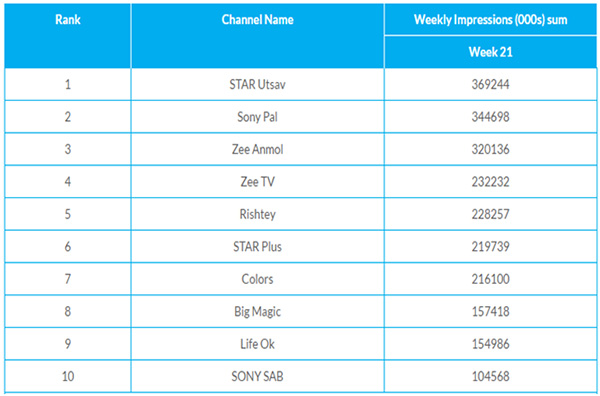 Rank Channel Name Weekly Impressions (000s) sum
Week 21
1 STAR Utsav 369244
2 Sony Pal 344698
3 Zee Anmol 320136
4 Zee TV 232232
5 Rishtey 228257
6 STAR Plus 219739
7 Colors 216100
8 Big Magic 157418
9 Life Ok 154986
10 SONY SAB 104568